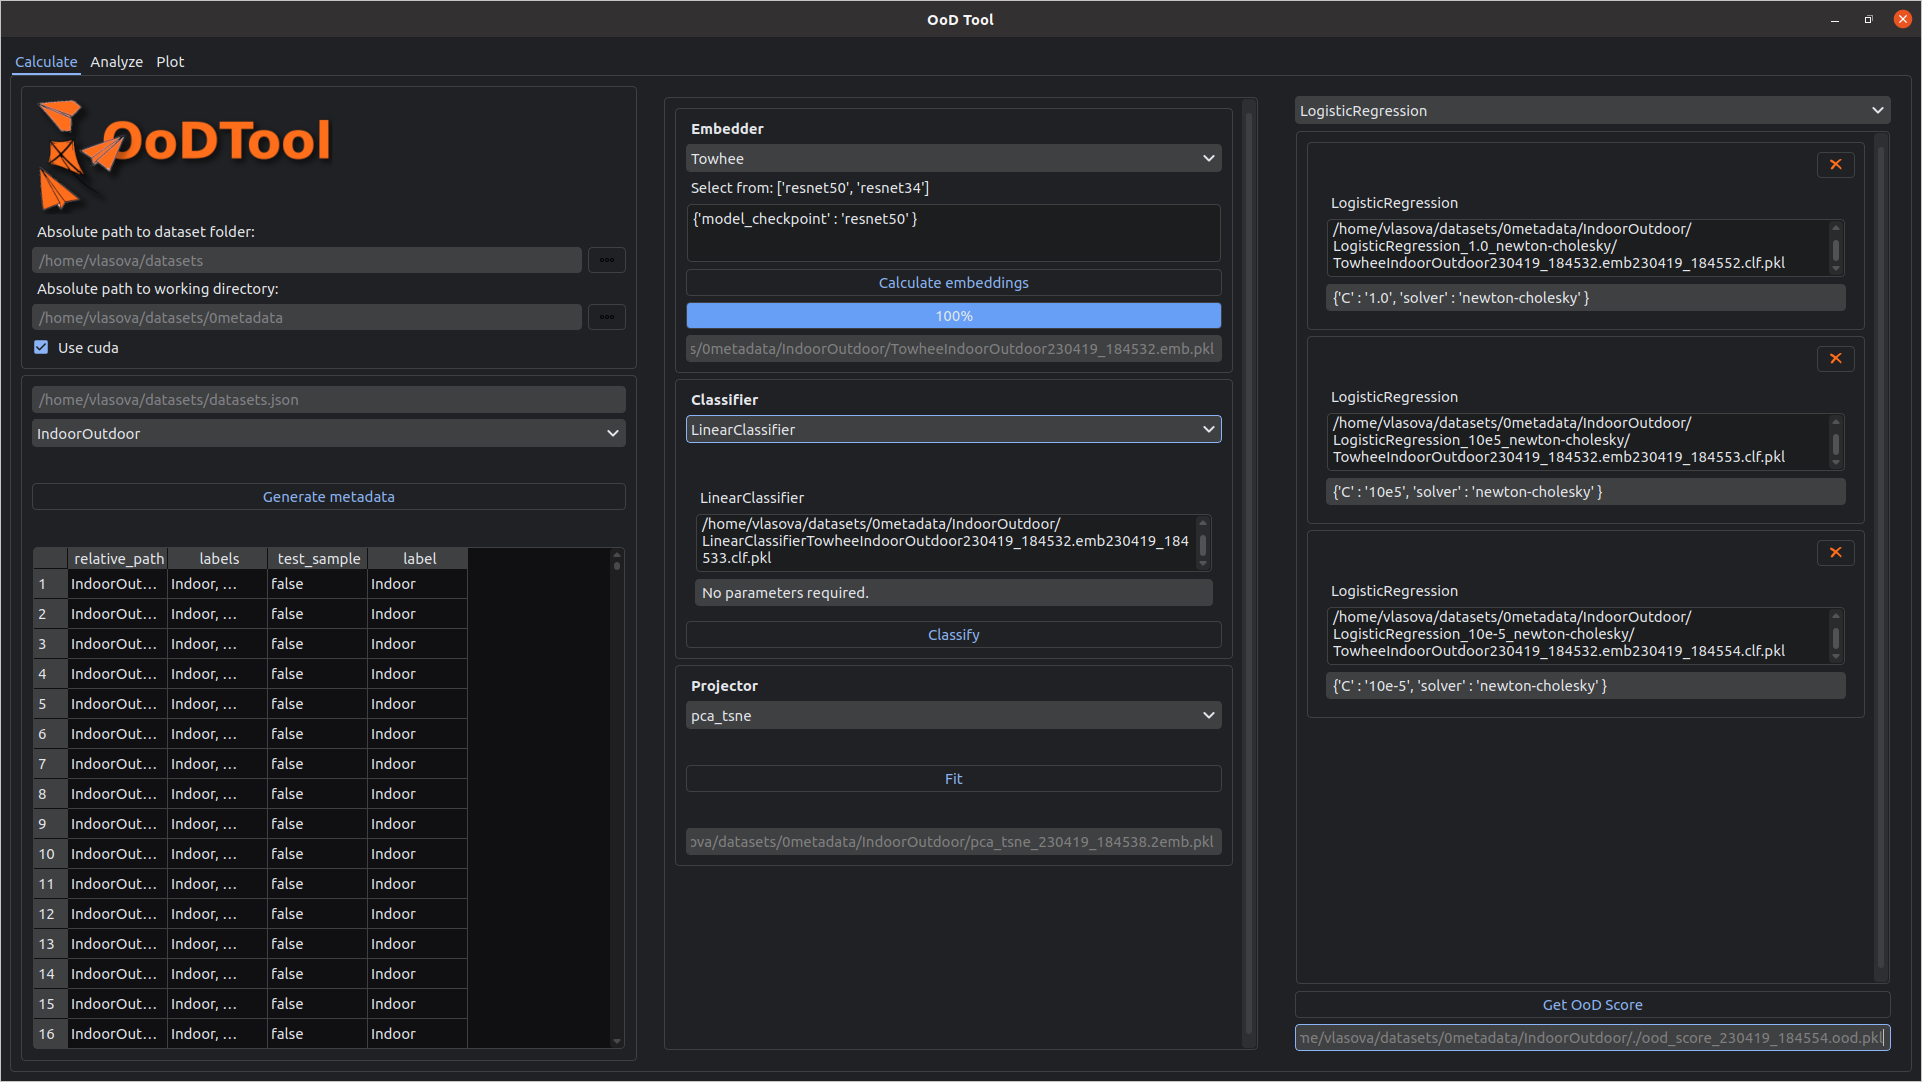 OoD Tool
Calculate Analyze Plot
OoDTool
Absolute path to dataset folder:
/home/vlasova/datasets
Absolute path to working directory:
/home/vlasova/datasets/0metadata
Use cuda
/home/vlasova/datasets/datasets.json
IndoorOutdoor
Generate metadata
relative_path labels test_sample label
1 IndoorOut... Indoor, ... false Indoor
2 IndoorOut... Indoor, ... false Indoor
3 IndoorOut... Indoor, ... false Indoor
4 IndoorOut... Indoor, ... false Indoor
5 IndoorOut... Indoor, ... false Indoor
6 IndoorOut... Indoor, ... false Indoor
7 IndoorOut... Indoor, ... false Indoor
8 IndoorOut... Indoor, ... false Indoor
9 IndoorOut... Indoor, ... false Indoor
10 IndoorOut... Indoor, ... false Indoor
11 IndoorOut... Indoor, ... false Indoor
12 IndoorOut... Indoor, ... false Indoor
13 IndoorOut... Indoor, ... false Indoor
14 IndoorOut... Indoor, ... false Indoor
15 IndoorOut... Indoor, ... false Indoor
16 IndoorOut... Indoor, ... false Indoor
Embedder
Towhee
Select from: ['resnet50', 'resnet34']
{'model_checkpoint' : 'resnet50' }
Calculate embeddings
100%
s/0metadata/IndoorOutdoor/TowheeIndoorOutdoor230419_184532.emb.pkl
Classifier
LinearClassifier
LinearClassifier
/home/vlasova/datasets/0metadata/IndoorOutdoor/
LinearClassifierTowheeIndoorOutdoor230419_184532.emb230419_184
533.clf.pkl
No parameters required.
Classify
Projector
pca_tsne
Fit
ova/datasets/0metadata/IndoorOutdoor/pca_tsne_230419_184538.2emb.pkl
LogisticRegression
LogisticRegression
/home/vlasova/datasets/0metadata/IndoorOutdoor/
LogisticRegression_1.0_newton-cholesky/
TowheeIndoorOutdoor230419_184532.emb230419_184552.clf.pkl
{'C' : '1.0', 'solver' : 'newton-cholesky' }
LogisticRegression
/home/vlasova/datasets/0metadata/IndoorOutdoor/
LogisticRegression_10e5_newton-cholesky/
TowheeIndoorOutdoor230419_184532.emb230419_184553.clf.pkl
{'C' : '10e5', 'solver' : 'newton-cholesky' }
LogisticRegression
/home/vlasova/datasets/0metadata/IndoorOutdoor/
LogisticRegression_10e-5_newton-cholesky/
TowheeIndoorOutdoor230419_184532.emb230419_184554.clf.pkl
{'C' : '10e-5', 'solver' : 'newton-cholesky' }
Get OoD Score
me/vlasova/datasets/0metadata/IndoorOutdoor/./ood_score_230419_184554.ood.pkl